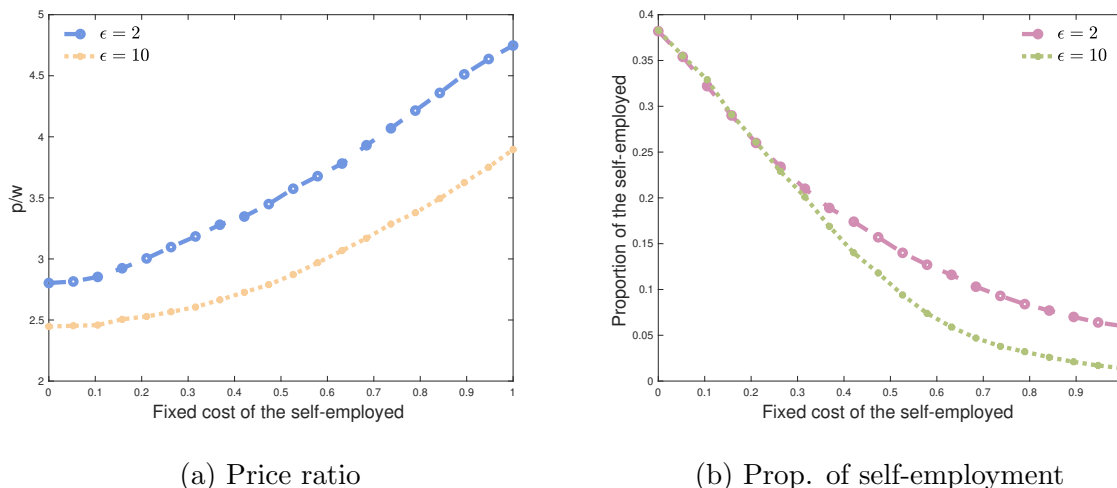 5
4.5
4
3.5
3
2.5
2
p/w
ϵ = 2
ϵ = 10
0 0.1 0.2 0.3 0.4 0.5 0.6 0.7 0.8 0.9 1
Fixed cost of the self-employed
(a) Price ratio
0.4
0.35
0.3
0.25
0.2
0.15
0.1
0.05
0
Proportion of the self-employed
ϵ = 2
ϵ = 10
0 0.1 0.2 0.3 0.4 0.5 0.6 0.7 0.8 0.9
Fixed cost of the self-employed
(b) Prop. of self-employment